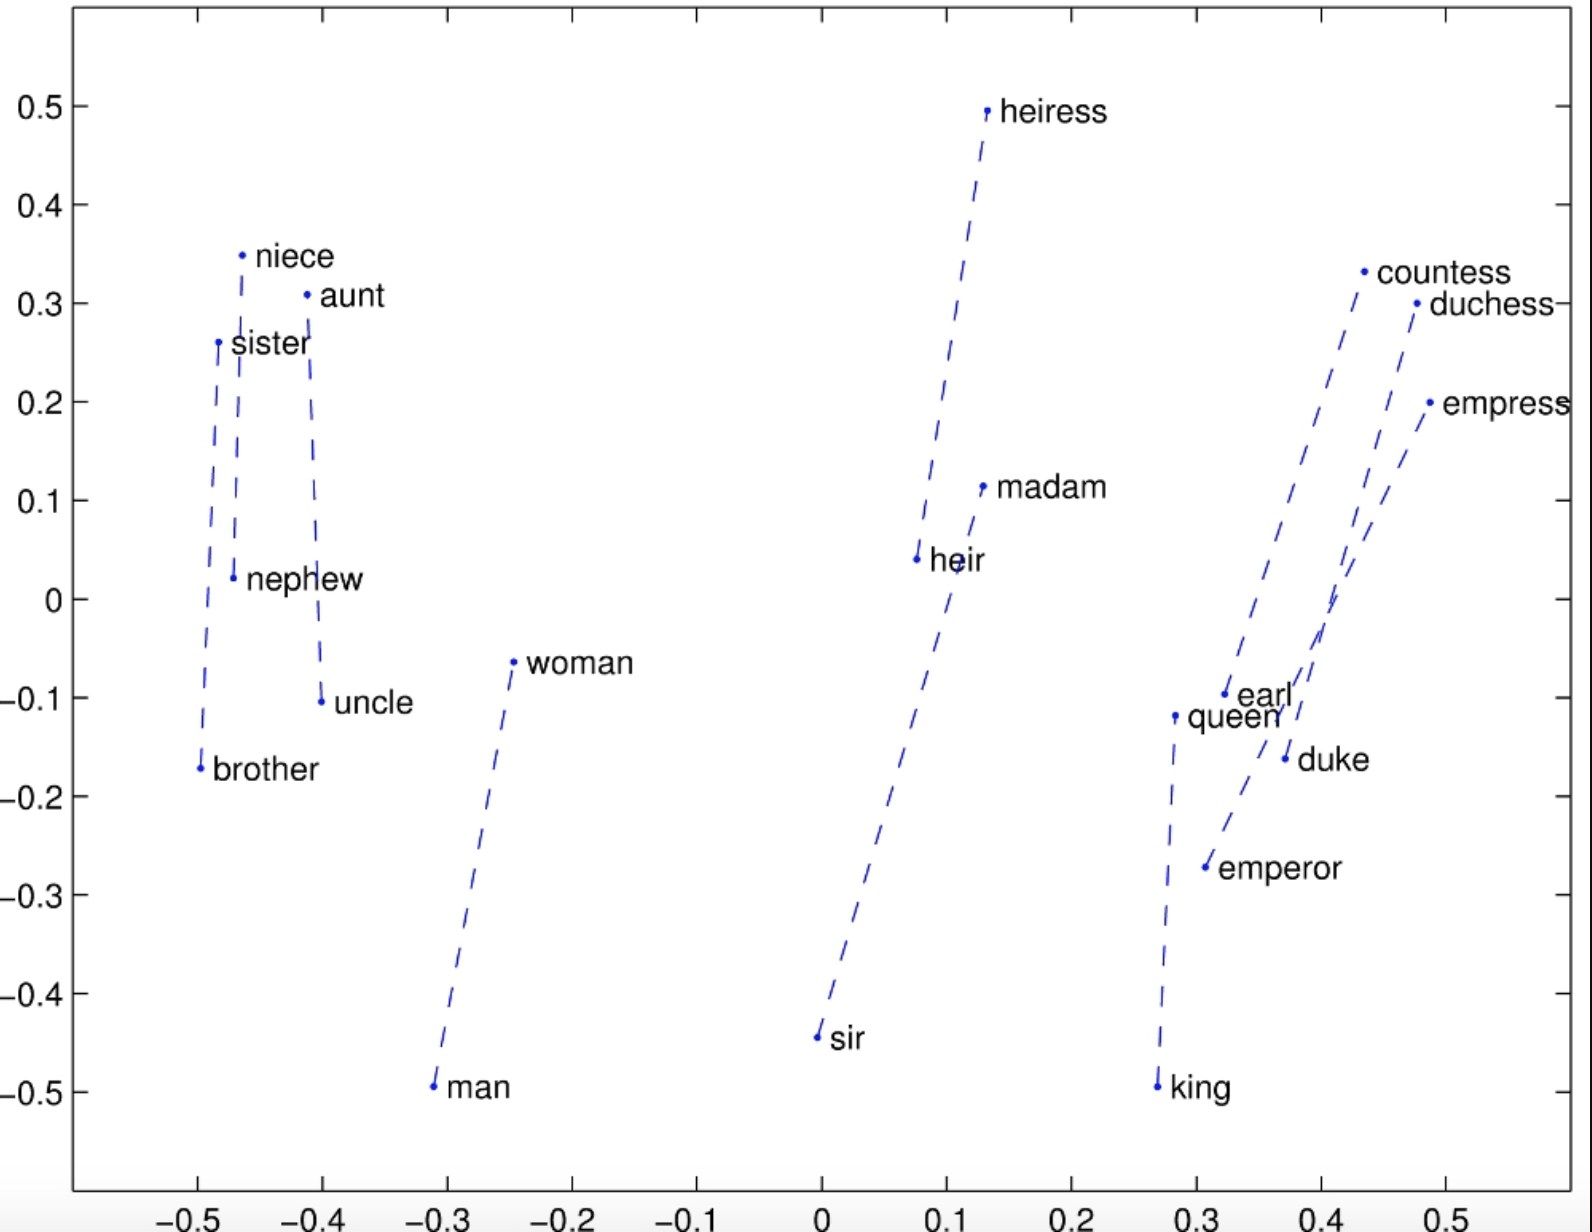 0.5
heiress
0.4
niece
countess
aunt
0.3
duchess
sister
0.2
empress
madam
0.1
heir
nephew
0
woman
earl
−0.1
uncle
queen
duke
brother
−0.2
emperor
−0.3
−0.4
sir
man
king
−0.5
−0.5 −0.4 −0.3 −0.2 −0.1 0 0.1 0.2 0.3 0.4 0.5